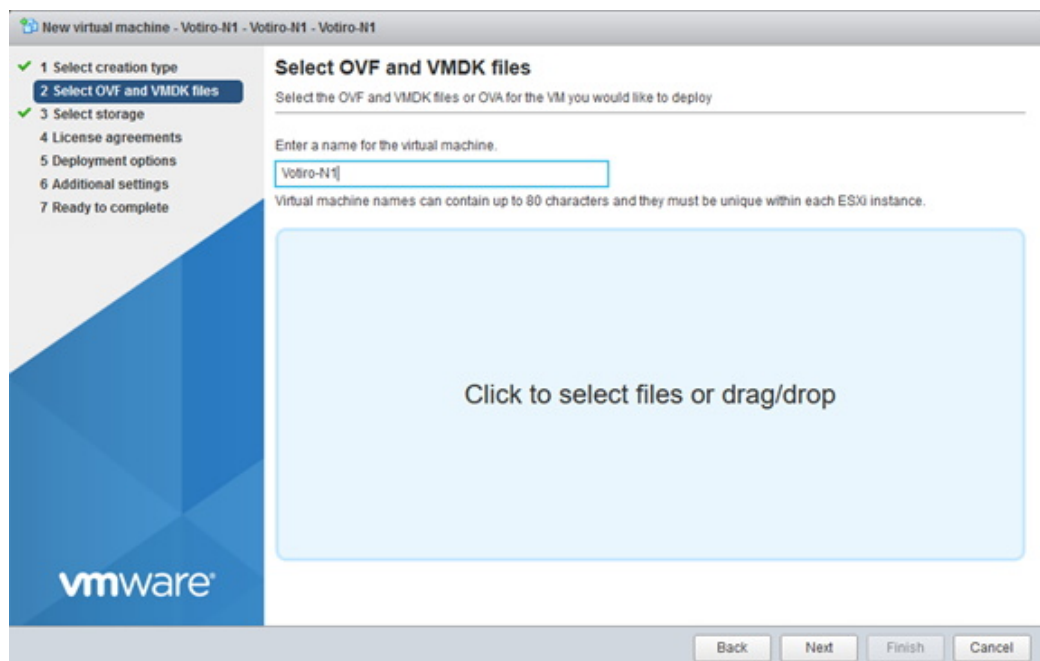 New virtual machine - Votiro-N1 - Votiro-N1 - Votiro-N1
1 Select creation type
2 Select OVF and VMDK files
3 Select storage
4 License agreements
5 Deployment options
6 Additional settings
7 Ready to complete
vmware®
Select OVF and VMDK files
Select the OVF and VMDK files or OVA for the VM you would like to deploy
Enter a name for the virtual machine.
Votiro-N1
Virtual machine names can contain up to 80 characters and they must be unique within each ESXi instance.
Click to select files or drag/drop
Back Next Finish Cancel